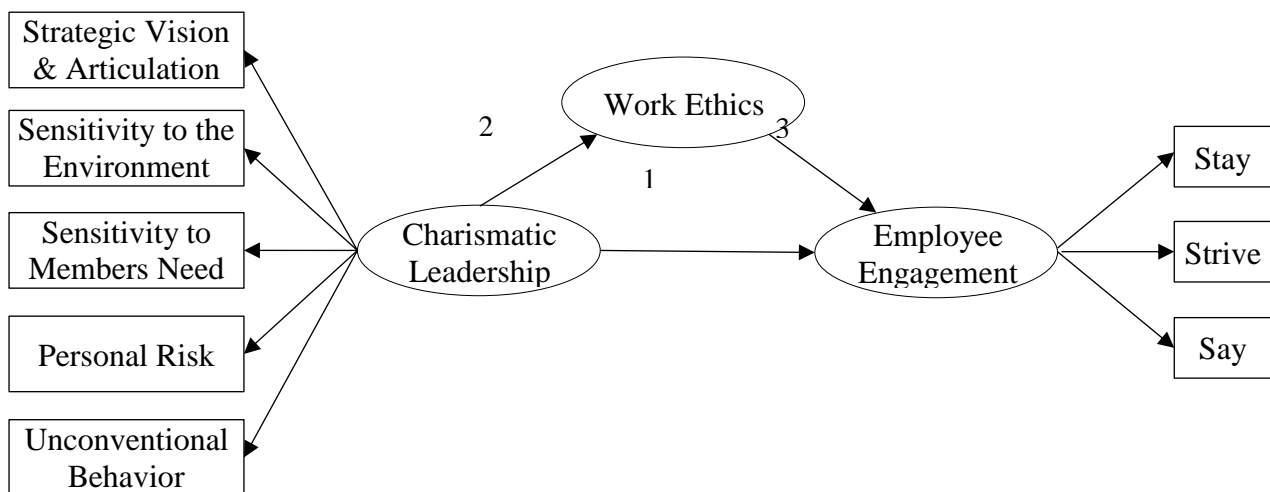 Strategic Vision
& Articulation
Sensitivity to the
Environment
Sensitivity to
Members Need
Personal Risk
Unconventional
Behavior
2
Work Ethics
3
1
Charismatic
Leadership
Employee
Engagement
Stay
Strive
Say